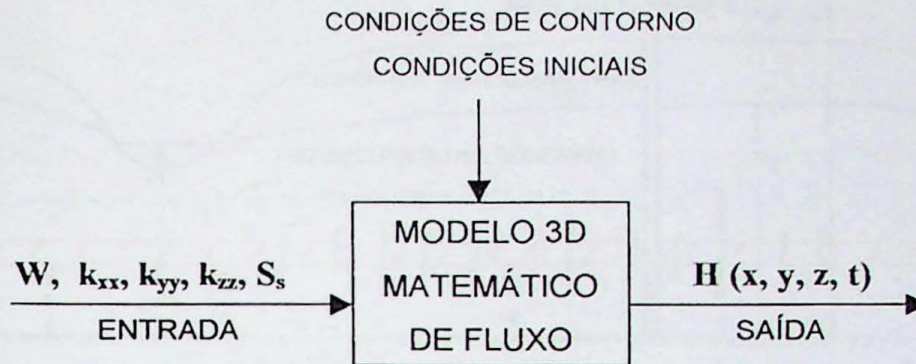 CONDIÇÕES DE CONTORNO
CONDIÇÕES INICIAIS
MODELO 3D
MATEMÁTICO
DE FLUXO
W, kxx, kyy, kzz, Ss
ENTRADA
H (x, y, z, t)
SAÍDA